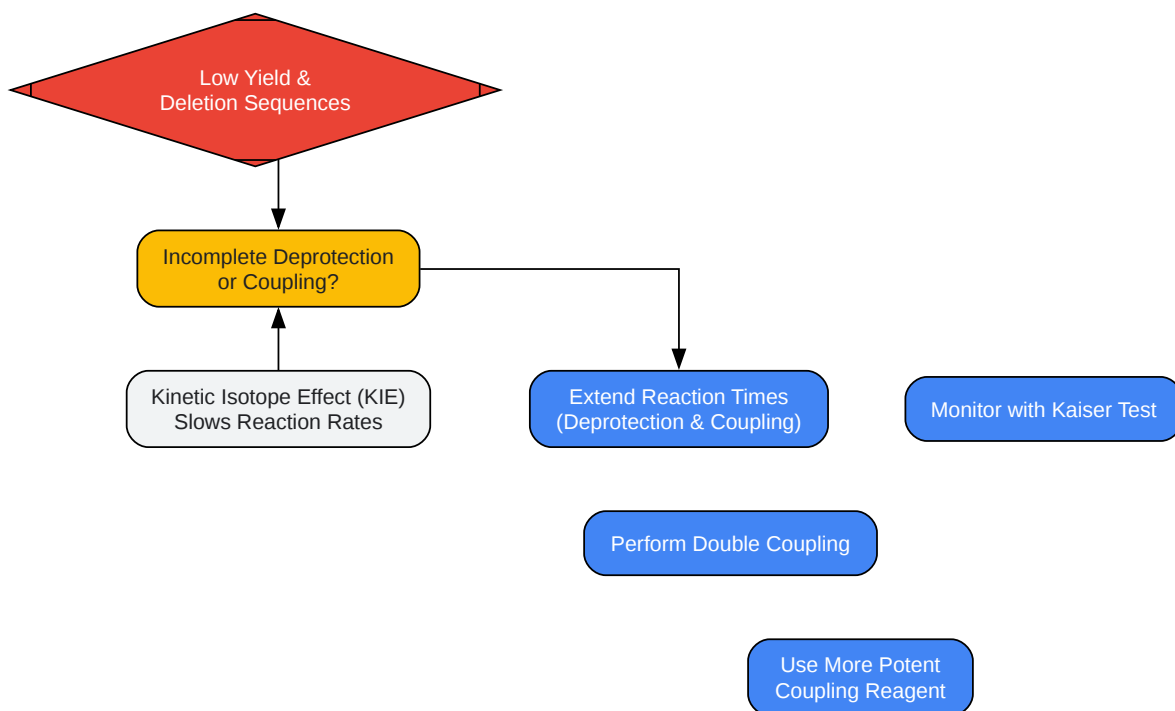 Low Yield &
Deletion Sequences
Incomplete Deprotection
or Coupling?
Kinetic Isotope Effect (KIE)
Slows Reaction Rates
Extend Reaction Times
(Deprotection & Coupling)
Monitor with Kaiser Test
Perform Double Coupling
Use More Potent
Coupling Reagent